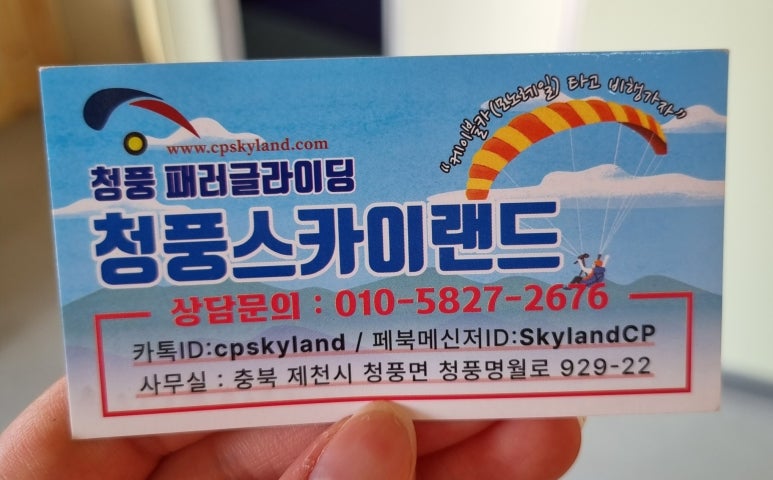 www.cpskyland.com
"케이블카(모노레일) 타고 비행가자"
청풍 패러글라이딩
청풍스카이랜드
상담문의 : 010-5827-2676
카톡ID:cpskyland / 페북메신저ID:SkylandCP
사무실 : 충북 제천시 청풍면 청풍명월로 929-22